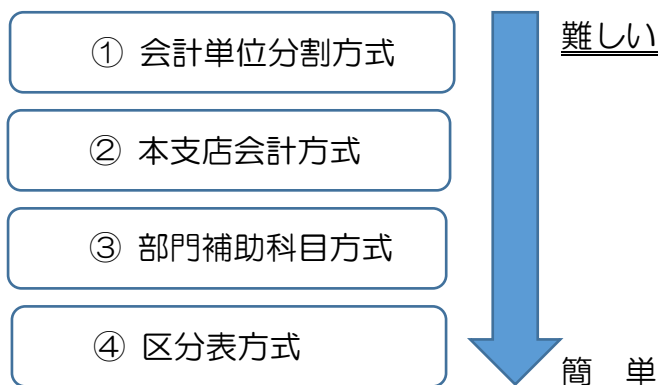 ① 会計単位分割方式
難しい
② 本支店会計方式
③ 部門補助科目方式
④ 区分表方式
簡　単